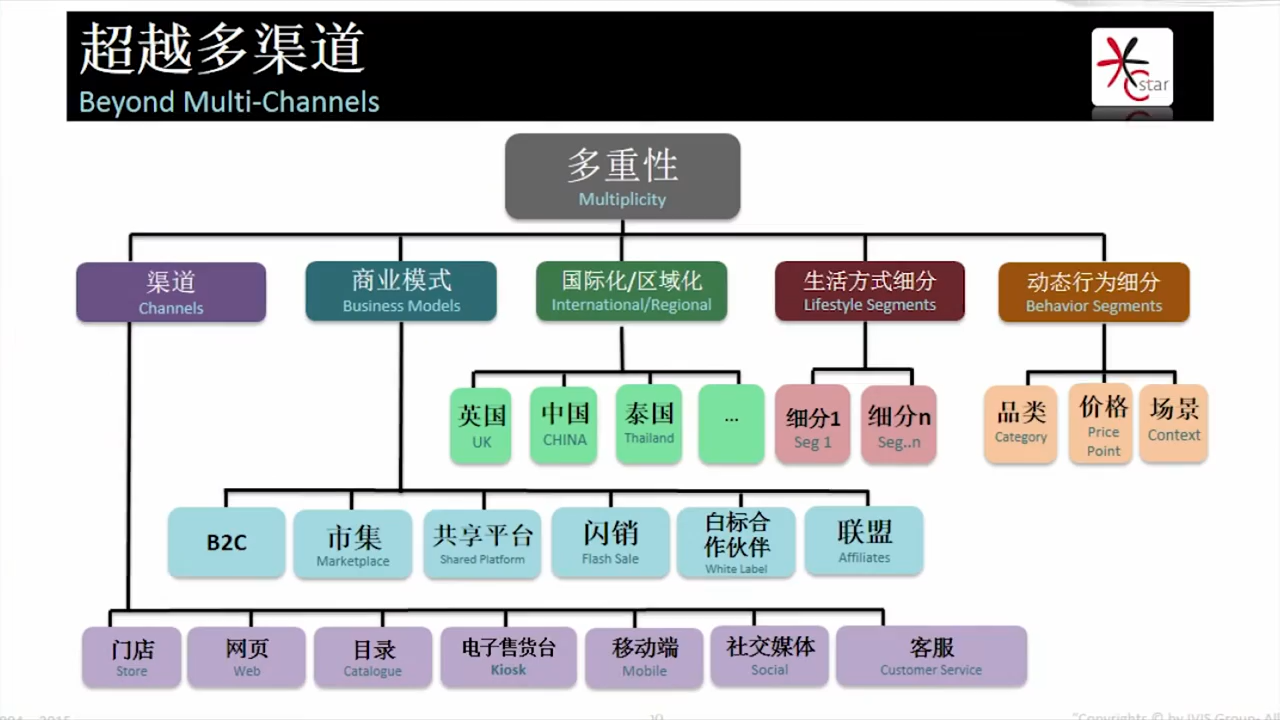 超越多渠道
Beyond Multi-Channels
star
多重性
Multiplicity
渠道
Channels
商业模式
Business Models
国际化/区域化
International/Regional
生活方式细分
Lifestyle Segments
动态行为细分
Behavior Segments
英国
UK
中国
CHINA
泰国
Thailand
...
细分1
Seg 1
细分n
Seg..n
品类
Category
价格
Price
Point
场景
Context
B2C
市集
Marketplace
共享平台
Shared Platform
闪销
Flash Sale
白标合
作伙伴
White Label
联盟
Affiliates
门店
Store
网页
Web
目录
Catalogue
电子售货台
Kiosk
移动端
Mobile
社交媒体
Social
客服
Customer Service
"Copyrights © by IVIS Group- All